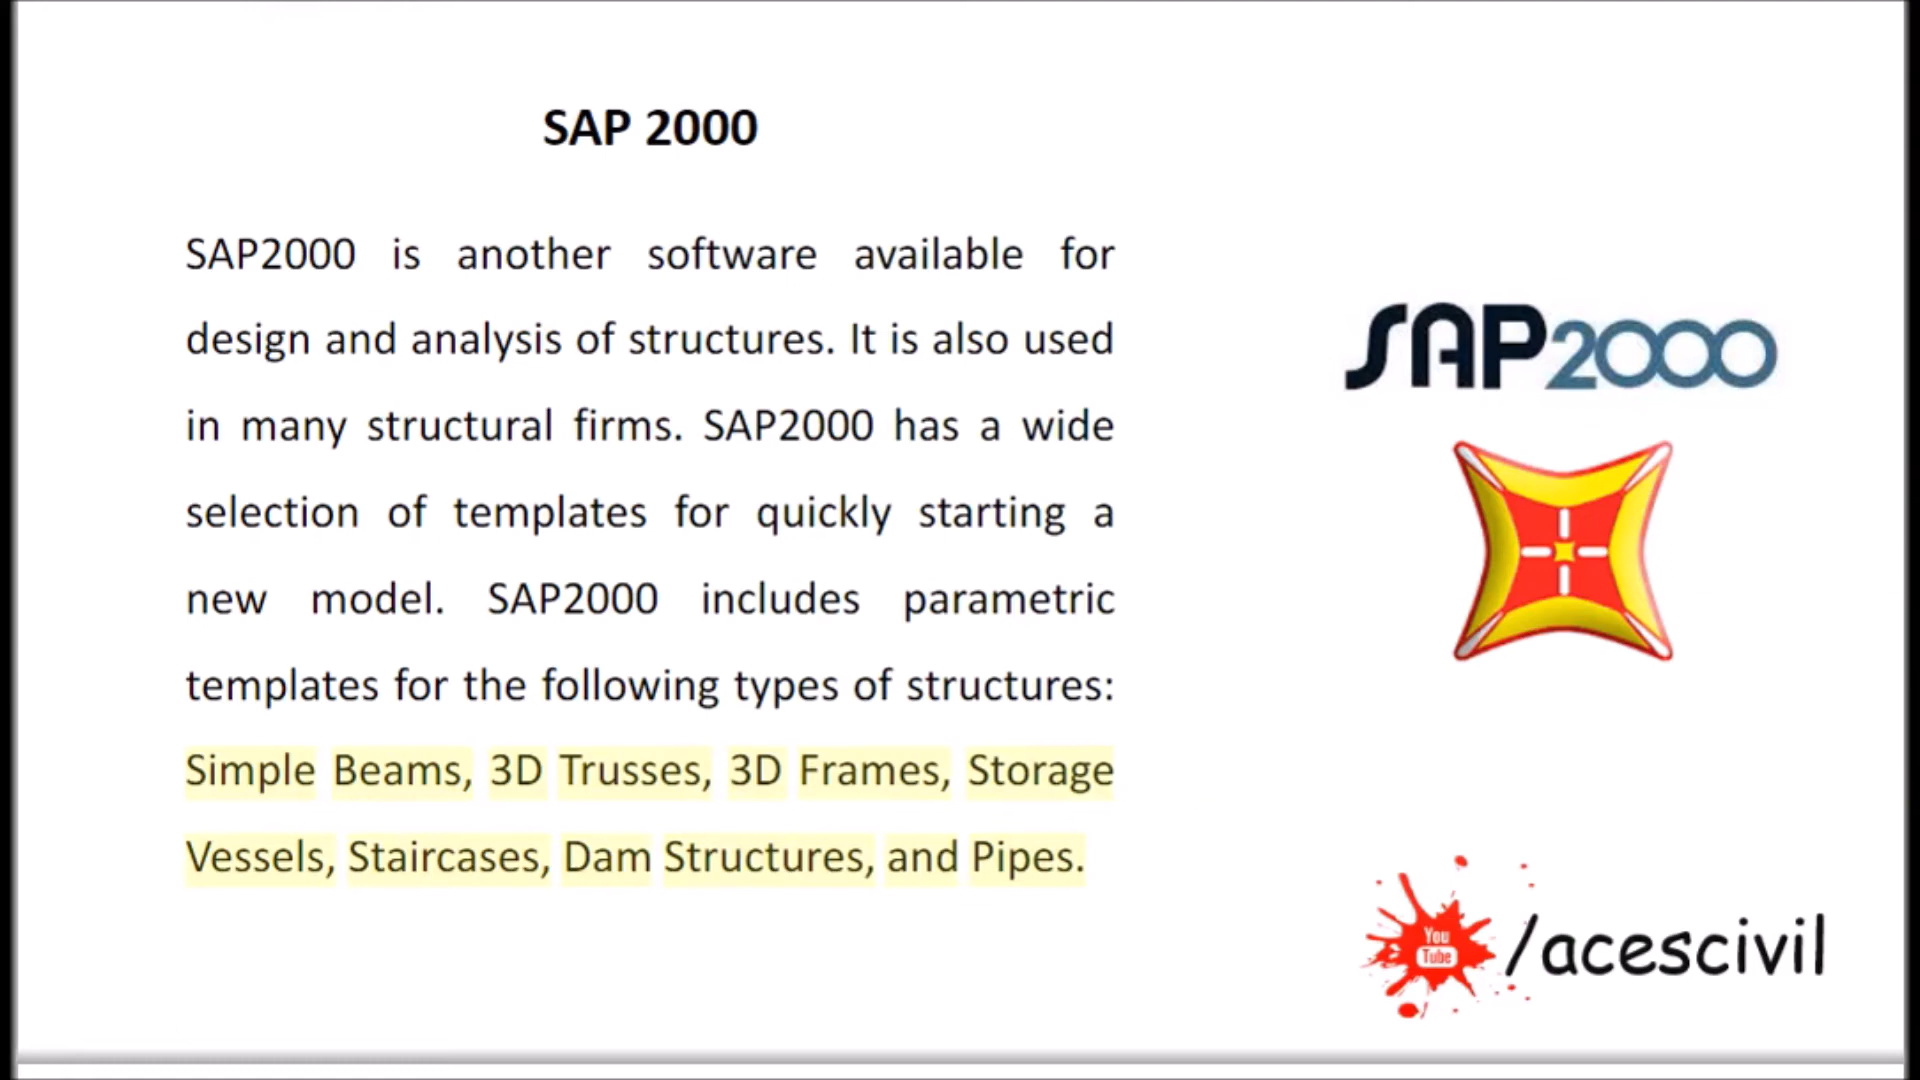 SAP 2000
SAP2000 is another software available for
design and analysis of structures. It is also used
in many structural firms. SAP2000 has a wide
selection of templates for quickly starting a
new model. SAP2000 includes parametric
templates for the following types of structures:
Simple Beams, 3D Trusses, 3D Frames, Storage
Vessels, Staircases, Dam Structures, and Pipes.
SAP2000
You
Tube
/acescivil